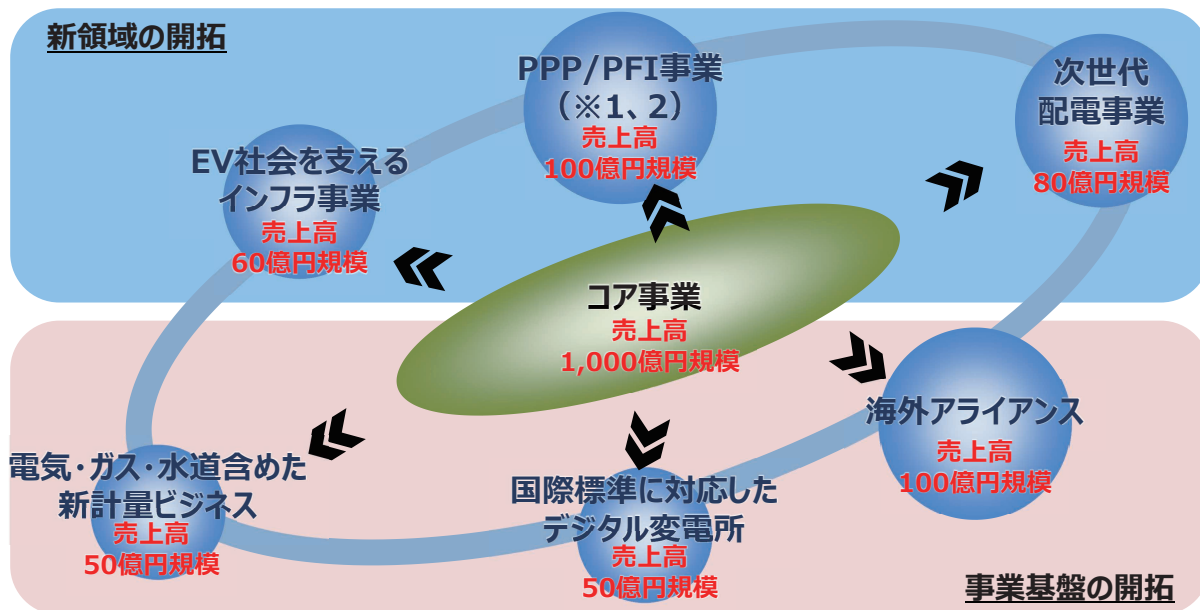 新領域の開拓
PPP/PFI事業
（※1、2）
売上高
100億円規模
次世代
配電事業
売上高
80億円規模
EV社会を支える
インフラ事業
売上高
60億円規模
コア事業
売上高
1,000億円規模
海外アライアンス
売上高
100億円規模
電気・ガス・水道含めた
新計量ビジネス
売上高
50億円規模
国際標準に対応した
デジタル変電所
売上高
50億円規模
事業基盤の開拓